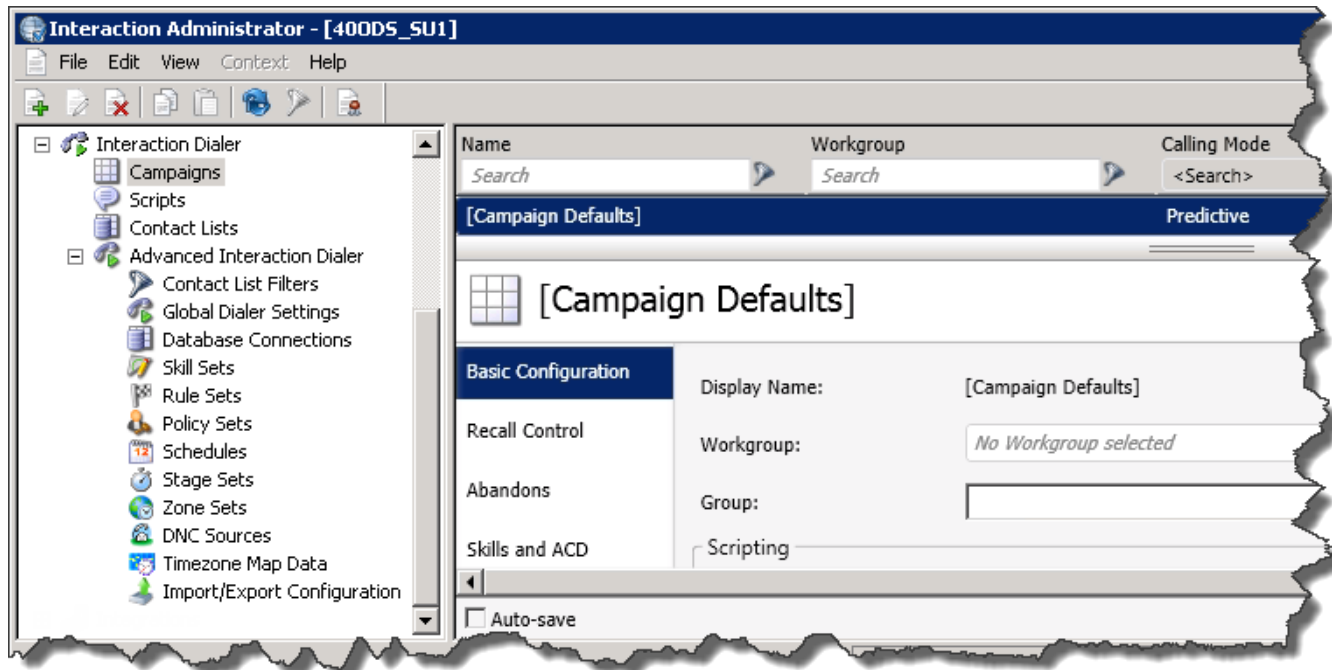 Interaction Administrator - [400DS_SU1]
File Edit View Context Help
Interaction Dialer
Campaigns
Scripts
Contact Lists
Advanced Interaction Dialer
Contact List Filters
Global Dialer Settings
Database Connections
Skill Sets
Rule Sets
Policy Sets
12
Schedules
Stage Sets
Zone Sets
DNC Sources
Timezone Map Data
Import/Export Configuration
Name Workgroup Calling Mode
Search Search <Search>
[Campaign Defaults] Predictive
[Campaign Defaults]
Basic Configuration
Recall Control
Abandons
Skills and ACD
Display Name: [Campaign Defaults]
Workgroup: No Workgroup selected
Group:
Scripting
Auto-save